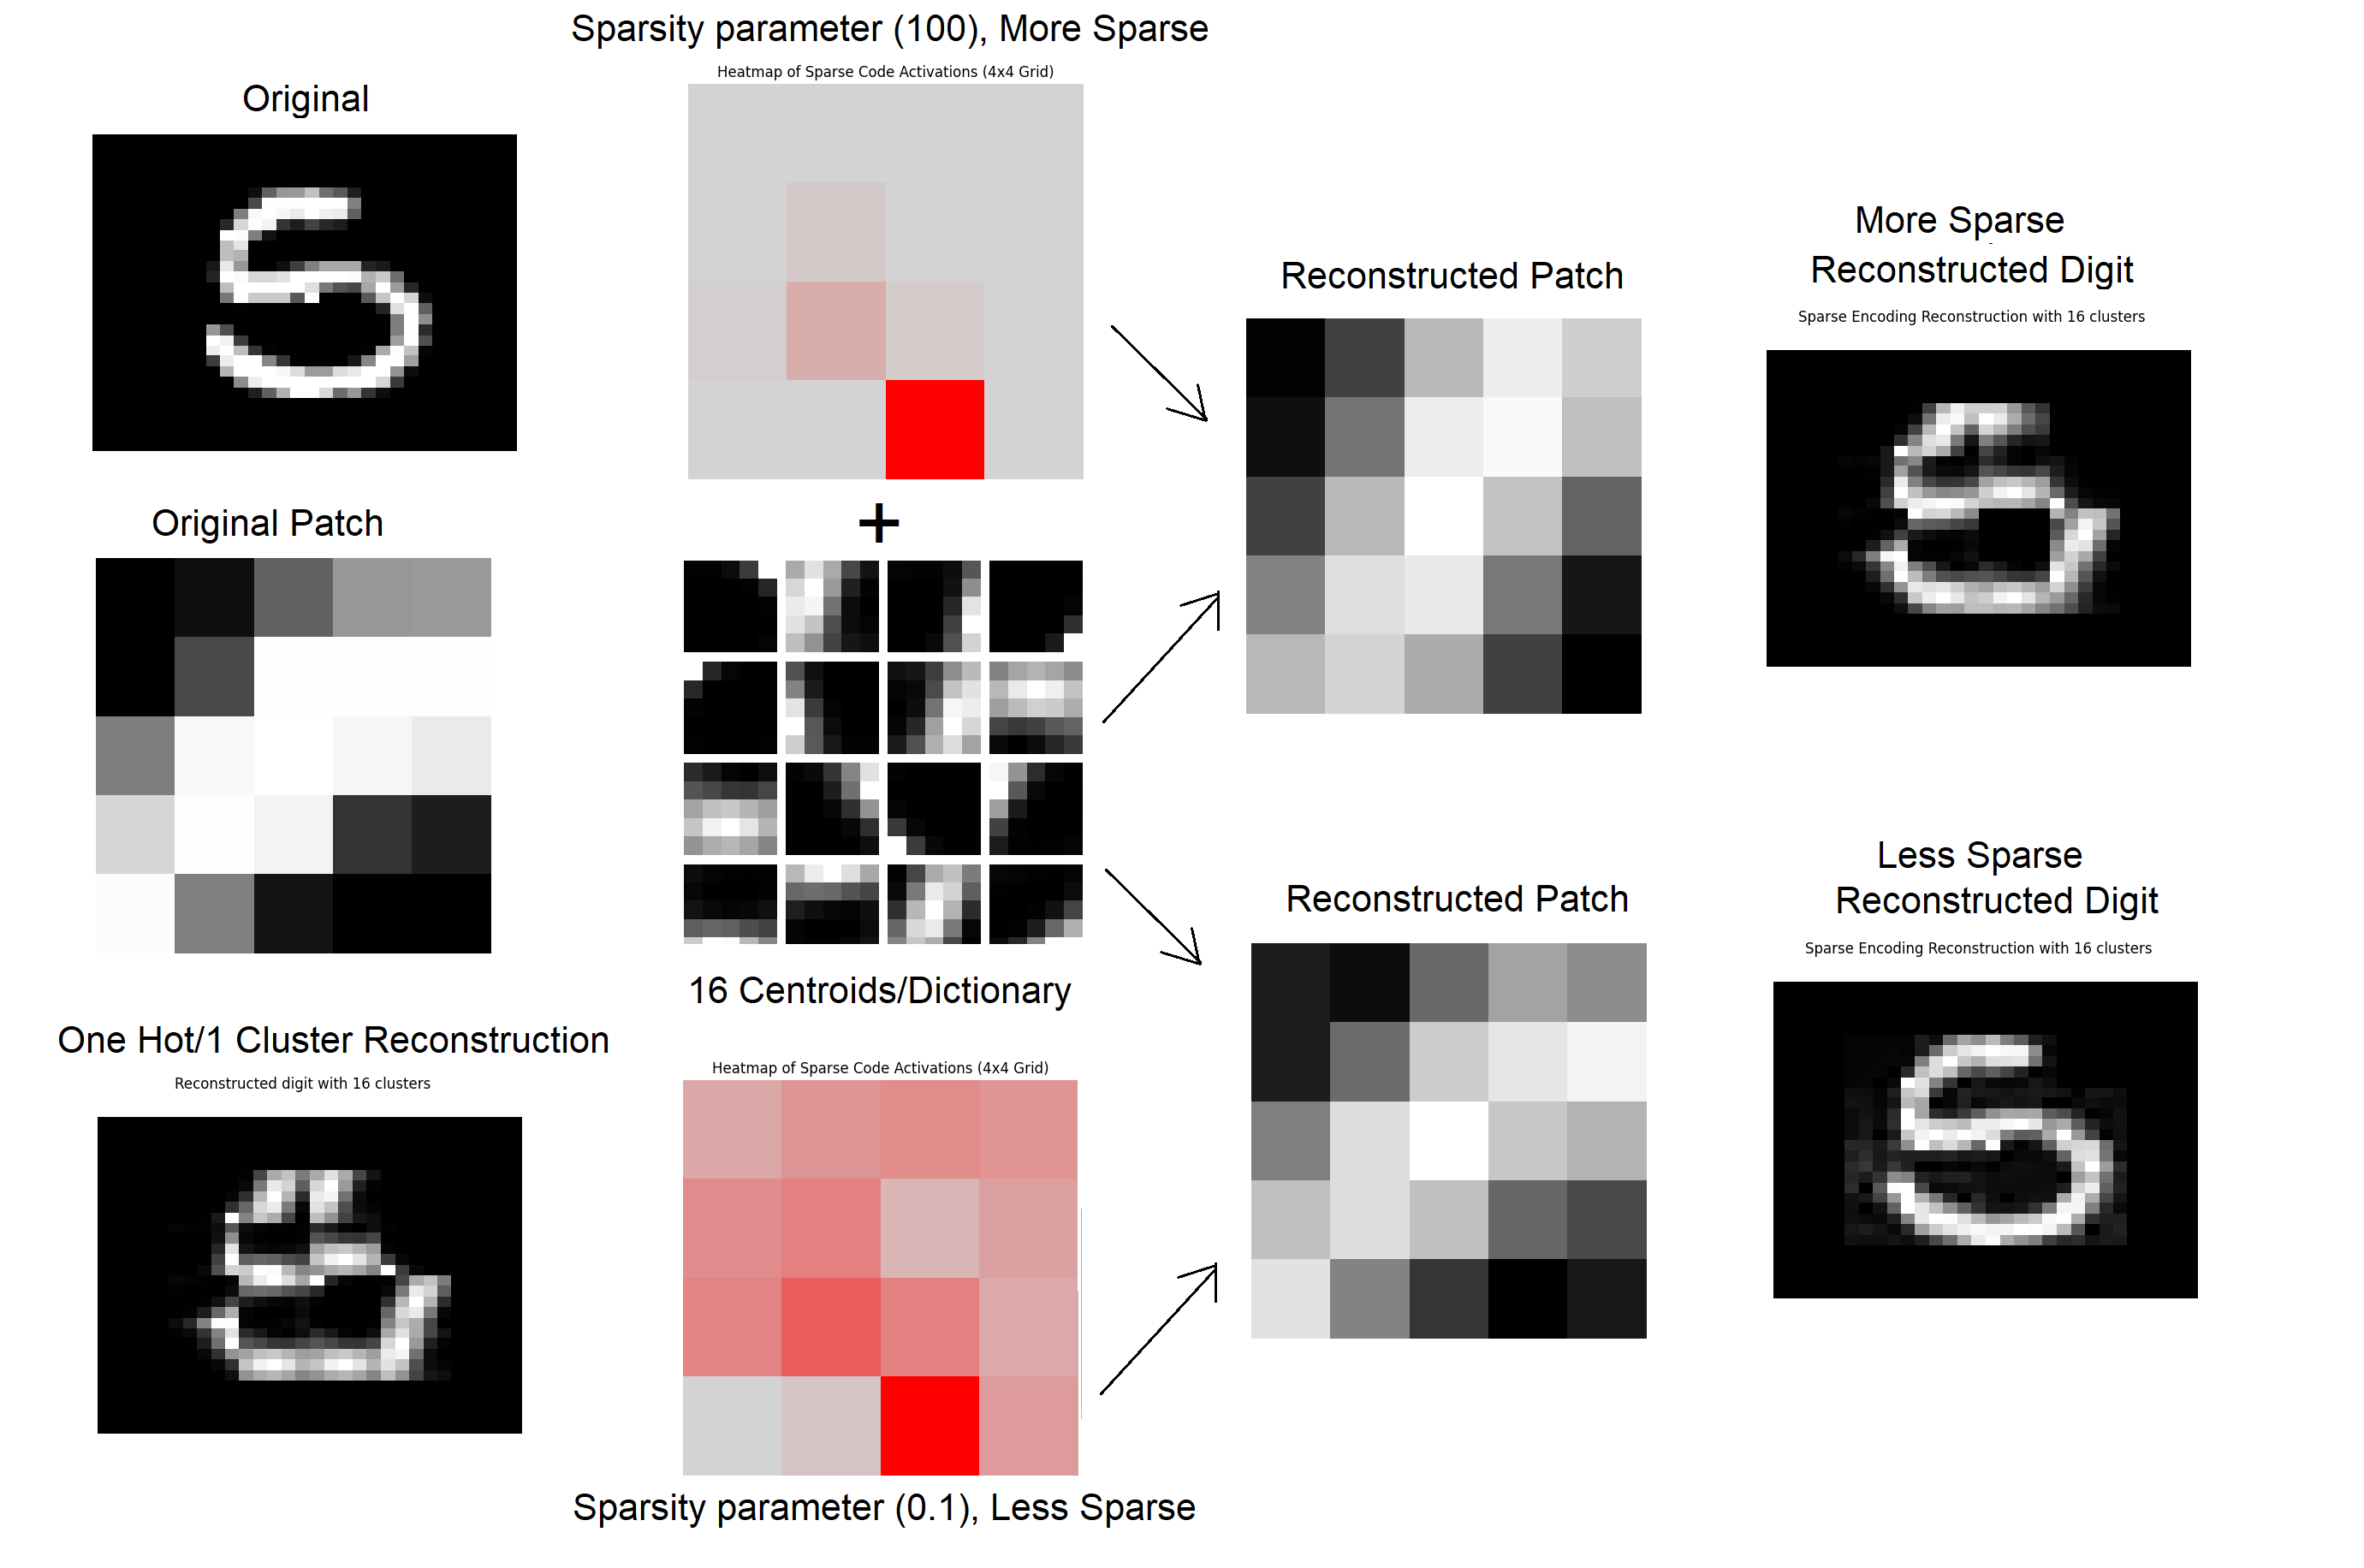 Sparsity parameter (100), More Sparse
Heatmap of Sparse Code Activations (4x4 Grid)
Original
Original Patch
+
16 Centroids/Dictionary
One Hot/1 Cluster Reconstruction
Reconstructed digit with 16 clusters
Heatmap of Sparse Code Activations (4x4 Grid)
Sparsity parameter (0.1), Less Sparse
Reconstructed Patch
More Sparse
Reconstructed Digit
Sparse Encoding Reconstruction with 16 clusters
Reconstructed Patch
Less Sparse
Reconstructed Digit
Sparse Encoding Reconstruction with 16 clusters